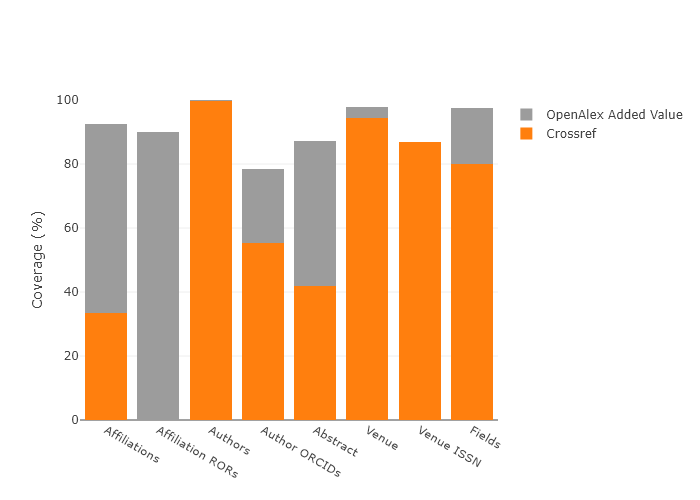 100
80
60
40
20
0
Coverage (%)
Affiliations
Affiliation RORs
Authors
Author ORCIDs
Abstract
Venue
Venue ISSN
Fields
OpenAlex Added Value
Crossref